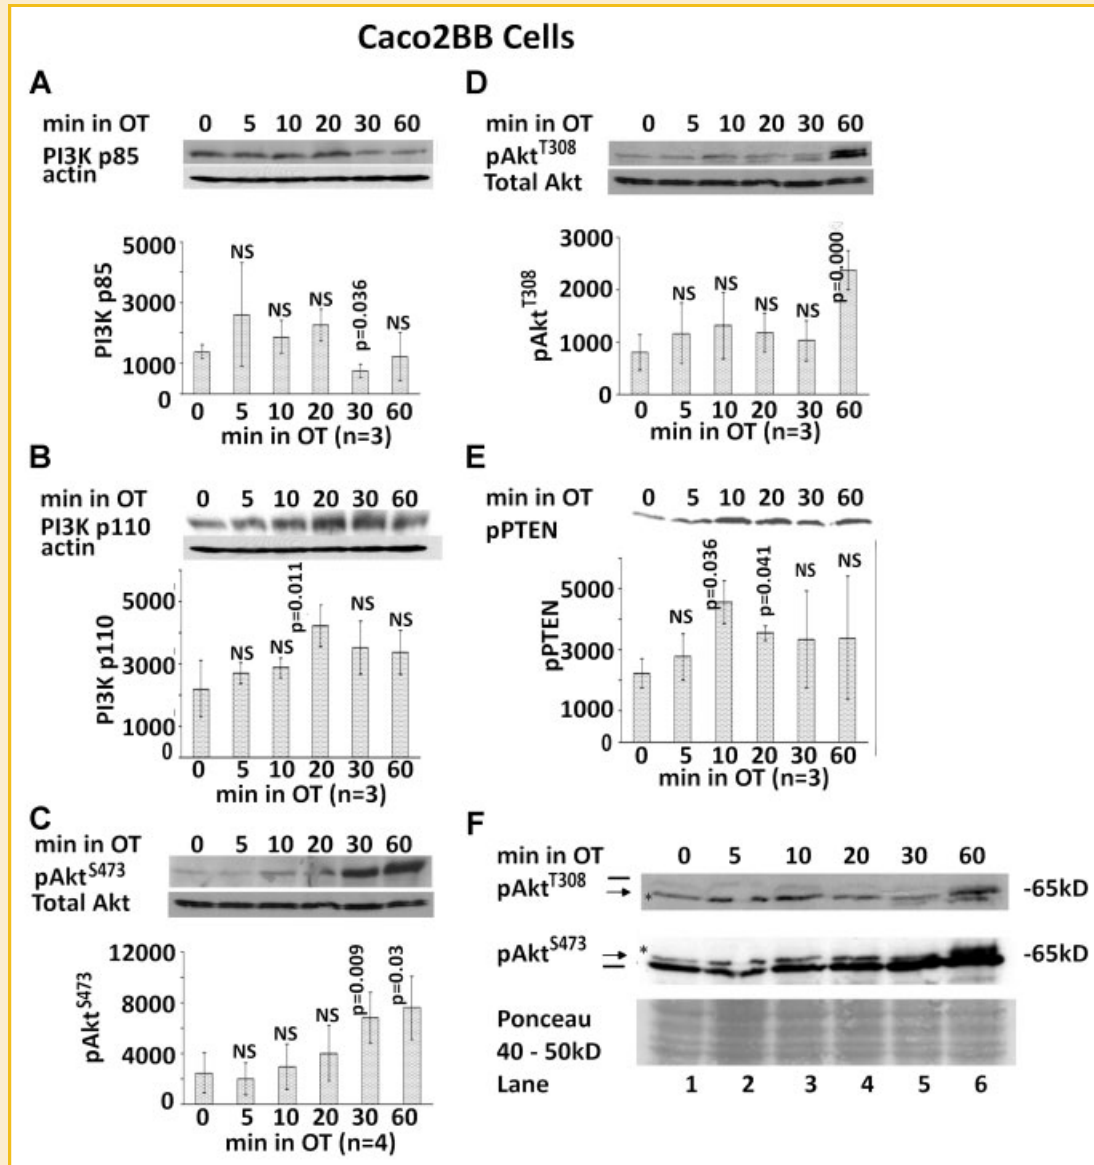 Caco2BB Cells
A
min in OT 0 5 10 20 30 60
PI3K p85
actin
PI3K p85
5000
3000
1000
0
NS
NS
NS
p=0.036
NS
0 5 10 20 30 60
min in OT (n=3)
B
min in OT 0 5 10 20 30 60
PI3K p110
actin
PI3K p110
5000
3000
1000
0
NS
NS
p=0.011
NS
NS
0 5 10 20 30 60
min in OT (n=3)
C
min in OT 0 5 10 20 30 60
pAkt^S473
Total Akt
pAkt^S473
12000
8000
4000
0
NS
NS
NS
p=0.009
p=0.03
0 5 10 20 30 60
min in OT (n=4)
D
min in OT 0 5 10 20 30 60
pAkt^T308
Total Akt
pAkt^T308
3000
2000
1000
0
NS
NS
NS
NS
0 5 10 20 30 60
min in OT (n=3)
E
min in OT 0 5 10 20 30 60
pPTEN
pPTEN
5000
3000
1000
0
NS
p=0.036
p=0.041
NS
NS
0 5 10 20 30 60
min in OT (n=3)
F
min in OT 0 5 10 20 30 60
pAkt^T308 -65kD
+
pAkt^S473 * -65kD
Ponceau
40 - 50kD
Lane 1 2 3 4 5 6